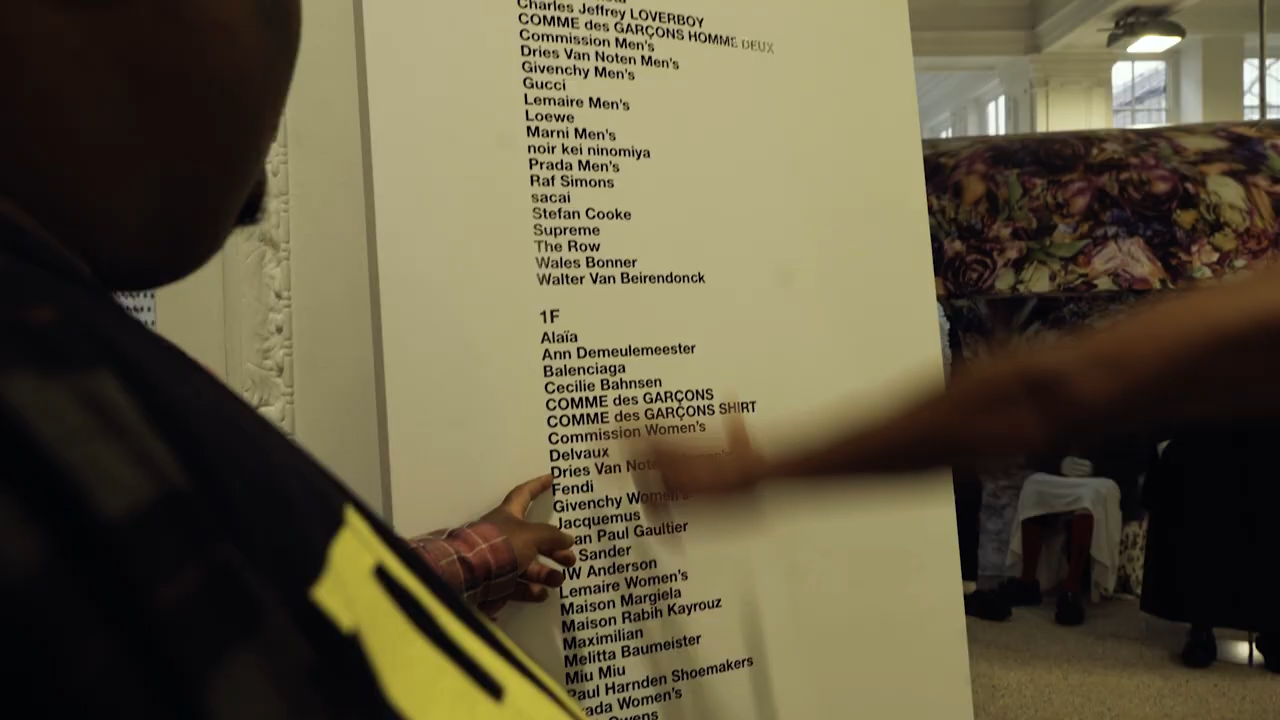 Charles Jeffrey LOVERBOY
COMME des GARÇONS HOMME DEUX
Commission Men's
Dries Van Noten Men's
Givenchy Men's
Gucci
Lemaire Men's
Loewe
Marni Men's
noir kei ninomiya
Prada Men's
Raf Simons
sacai
Stefan Cooke
Supreme
The Row
Wales Bonner
Walter Van Beirendonck
1F
Alaïa
Ann Demeulemeester
Balenciaga
Cecilie Bahnsen
COMME des GARÇONS
COMME des GARÇONS SHIRT
Commission Women's
Delvaux
Dries Van
Fendi
Givenchy Women's
Jacquemus
Paul Gaultier
Sander
JW Anderson
Lemaire Women's
Maison Margiela
Maison Rabih Kayrouz
Maximilian
Melitta Baumeister
Miu Miu
Paul Harnden Shoemakers
Women's
Owens